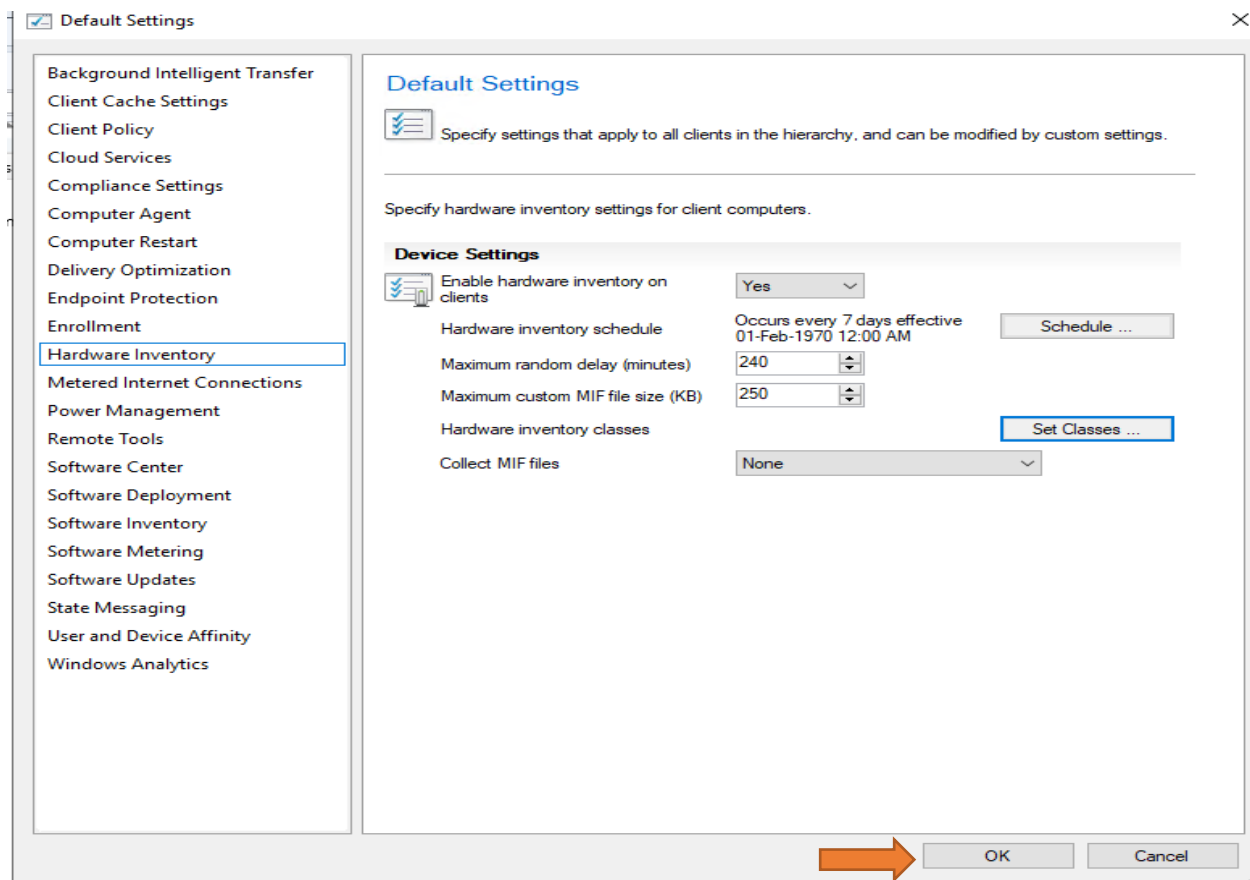 Default Settings
Background Intelligent Transfer
Client Cache Settings
Client Policy
Cloud Services
Compliance Settings
Computer Agent
Computer Restart
Delivery Optimization
Endpoint Protection
Enrollment
Hardware Inventory
Metered Internet Connections
Power Management
Remote Tools
Software Center
Software Deployment
Software Inventory
Software Metering
Software Updates
State Messaging
User and Device Affinity
Windows Analytics
Default Settings
Specify settings that apply to all clients in the hierarchy, and can be modified by custom settings.
Specify hardware inventory settings for client computers.
Device Settings
Enable hardware inventory on
clients
Yes
Hardware inventory schedule
Occurs every 7 days effective
01-Feb-1970 12:00 AM
Schedule ...
Maximum random delay (minutes)
240
Maximum custom MIF file size (KB)
250
Hardware inventory classes
Set Classes ...
Collect MIF files
None
OK
Cancel